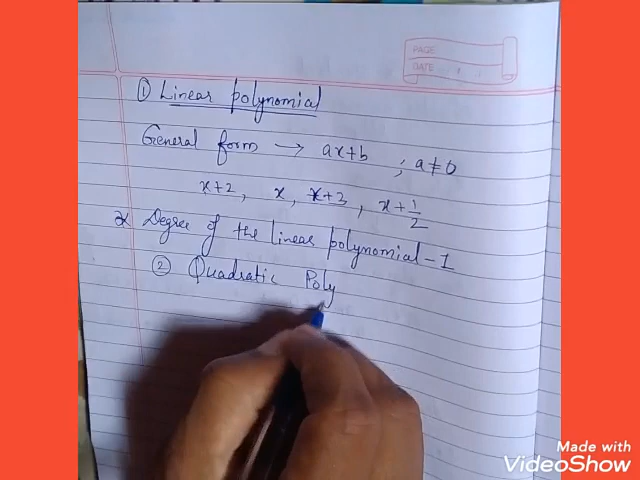 PAGE
DATE
① Linear polynomial
General form → ax+b ; a≠0
x+2, x, x+3, x+1/2
* Degree of the linear polynomial - 1
② Quadratic Poly
Made with
VideoShow